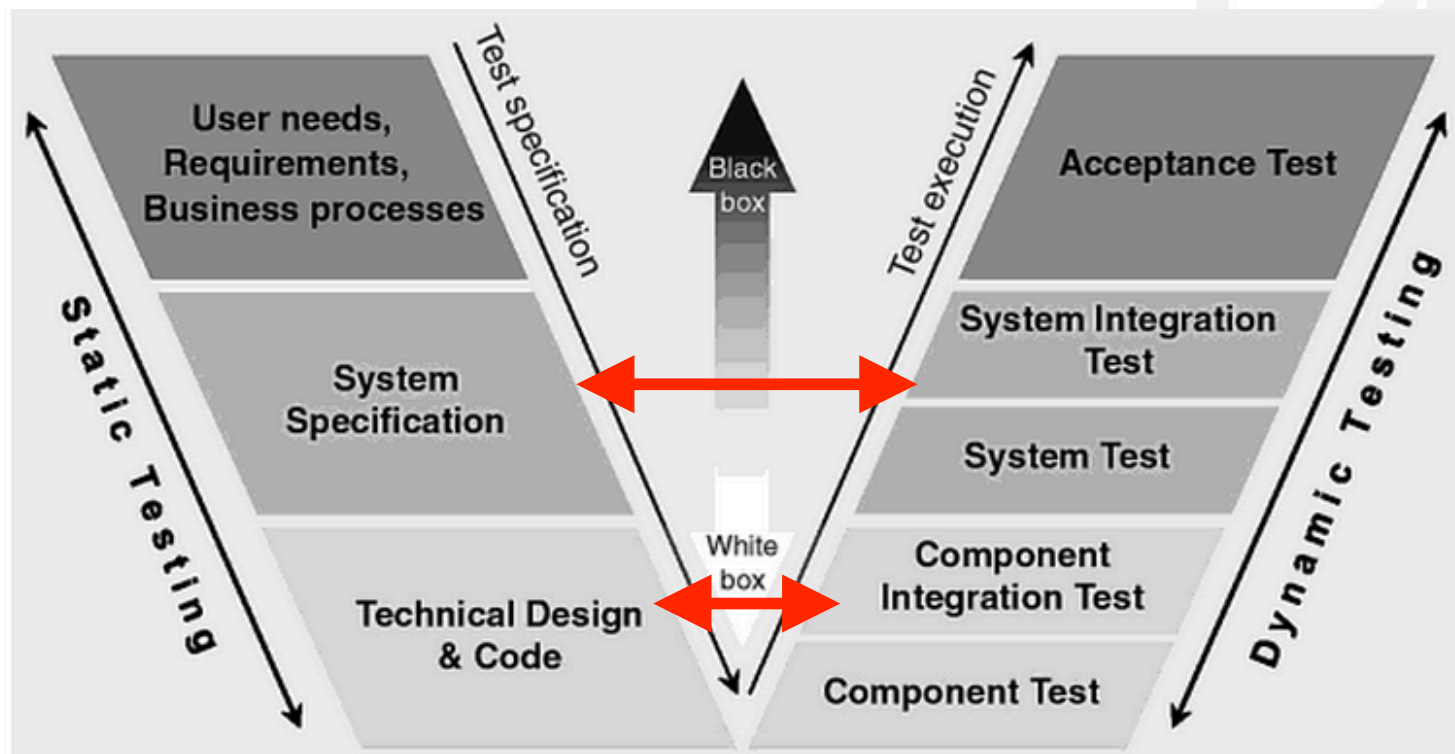 User needs,
Requirements,
Business processes
System
Specification
Technical Design
& Code
Static Testing
Test specification
Black
box
White
box
Test execution
Acceptance Test
System Integration
Test
System Test
Component
Integration Test
Component Test
Dynamic Testing